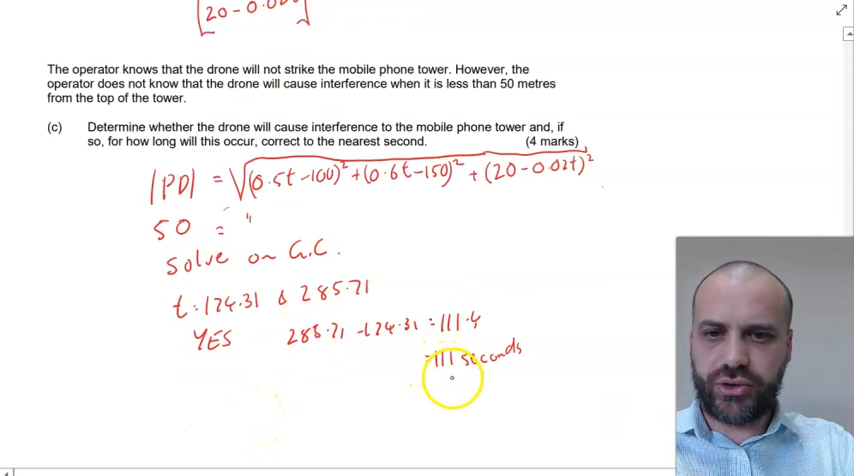 [20 - 0.02t]
The operator knows that the drone will not strike the mobile phone tower. However, the
operator does not know that the drone will cause interference when it is less than 50 metres
from the top of the tower.
(c) Determine whether the drone will cause interference to the mobile phone tower and, if
so, for how long will this occur, correct to the nearest second. (4 marks)
|PD| = √(0.5t-100)² + (0.6t-150)² + (20-0.02t)²
50 = "
Solve on G.C.
t: 174.31 & 285.71
YES 285.71 - 174.31 = 111.4
= 111 seconds